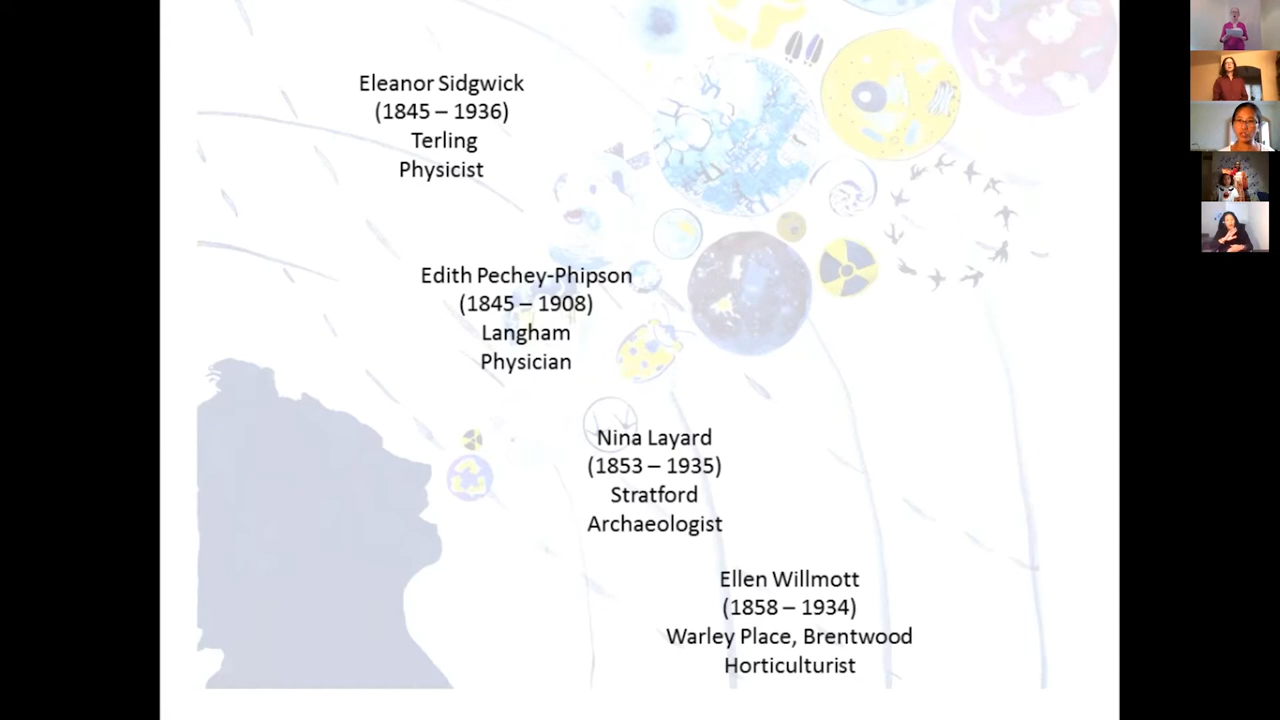 Eleanor Sidgwick
(1845 – 1936)
Terling
Physicist
Edith Pechey-Phipson
(1845 – 1908)
Langham
Physician
Nina Layard
(1853 – 1935)
Stratford
Archaeologist
Ellen Willmott
(1858 – 1934)
Warley Place, Brentwood
Horticulturist